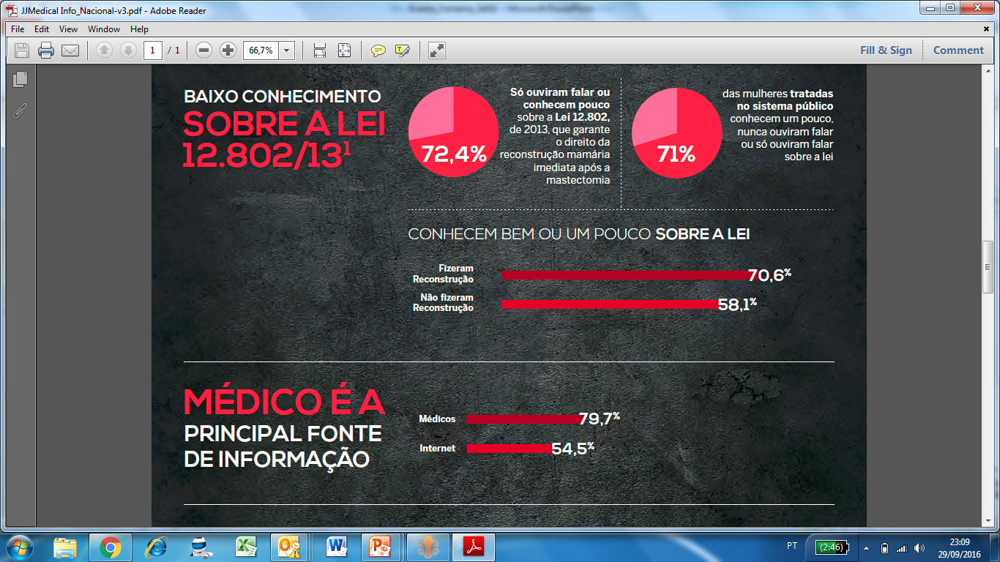 JJMedical Info_Nacional-v3.pdf - Adobe Reader
File Edit View Window Help
1 / 1 66,7% Fill & Sign Comment
BAIXO CONHECIMENTO
SOBRE A LEI
12.802/13¹
72,4%
Só ouviram falar ou
conhecem pouco
sobre a Lei 12.802,
de 2013, que garante
o direito da
reconstrução mamária
imediata após a
mastectomia
71%
das mulheres tratadas
no sistema público
conhecem um pouco,
nunca ouviram falar
ou só ouviram falar
sobre a lei
CONHECEM BEM OU UM POUCO SOBRE A LEI
Fizeram
Reconstrução
70,6%
Não fizeram
Reconstrução
58,1%
MÉDICO É A
PRINCIPAL FONTE
DE INFORMAÇÃO
Médicos 79,7%
Internet 54,5%
PT (2:46) 23:09
29/09/2016